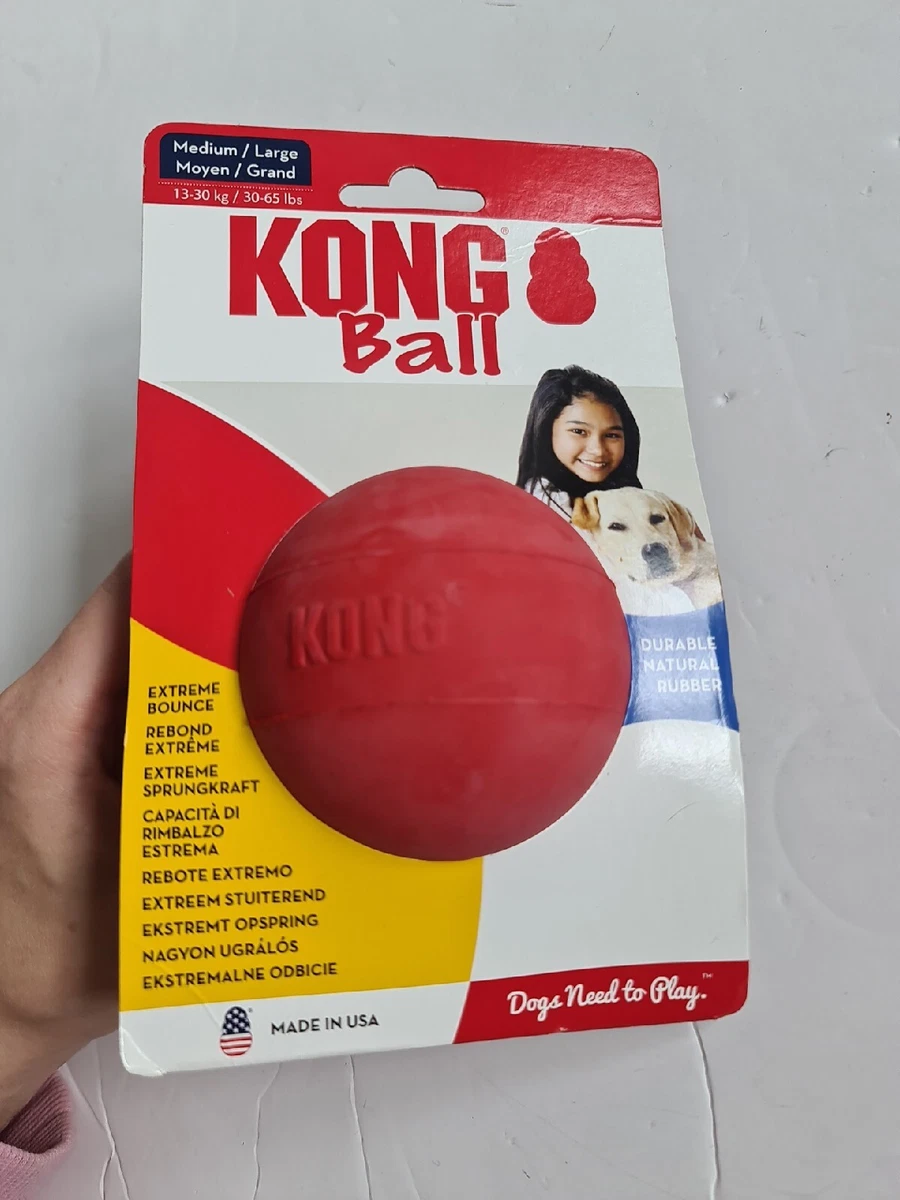 Medium / Large
Moyen / Grand
13-30 kg / 30-65 lbs
KONG®
Ball
KONG
DURABLE
NATURAL
RUBBER
EXTREME
BOUNCE
REBOND
EXTRÊME
EXTREME
SPRUNGKRAFT
CAPACITÀ DI
RIMBALZO
ESTREMA
REBOTE EXTREMO
EXTREEM STUITEREND
EKSTREMT OPSPRING
NAGYON UGRÁLÓS
EKSTREMALNE ODBICIE
MADE IN USA
Dogs Need to Play.™